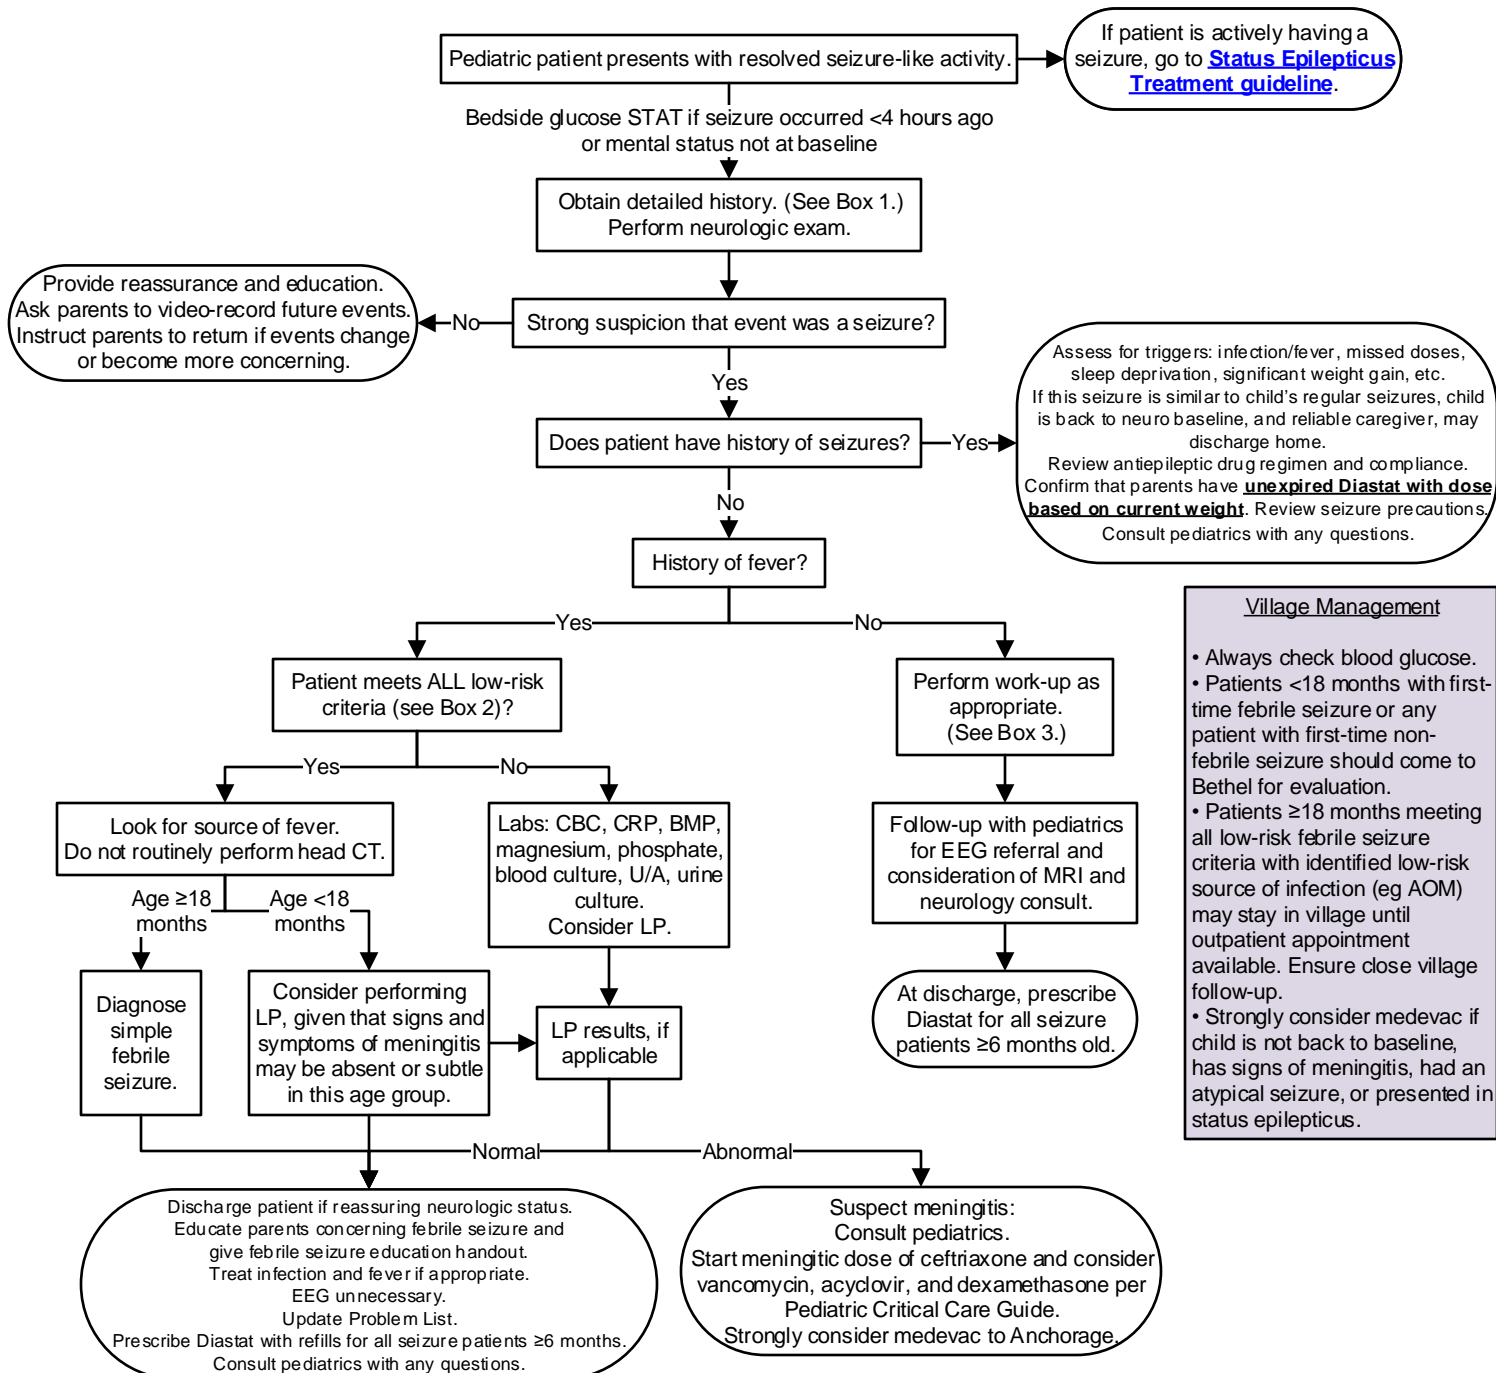 Pediatric patient presents with resolved seizure-like activity.
If patient is actively having a
seizure, go to Status Epilepticus
Treatment guideline.
Bedside glucose STAT if seizure occurred <4 hours ago
or mental status not at baseline
Obtain detailed history. (See Box 1.)
Perform neurologic exam.
Strong suspicion that event was a seizure?
No
Provide reassurance and education.
Ask parents to video-record future events.
Instruct parents to return if events change
or become more concerning.
Yes
Does patient have history of seizures?
Yes
Assess for triggers: infection/fever, missed doses,
sleep deprivation, significant weight gain, etc.
If this seizure is similar to child's regular seizures, child
is back to neuro baseline, and reliable caregiver, may
discharge home.
Review antiepileptic drug regimen and compliance.
Confirm that parents have unexpired Diastat with dose
based on current weight. Review seizure precautions.
Consult pediatrics with any questions.
No
History of fever?
Yes
No
Patient meets ALL low-risk
criteria (see Box 2)?
Perform work-up as
appropriate.
(See Box 3.)
Yes
No
Look for source of fever.
Do not routinely perform head CT.
Labs: CBC, CRP, BMP,
magnesium, phosphate,
blood culture, U/A, urine
culture.
Consider LP.
Follow-up with pediatrics
for EEG referral and
consideration of MRI and
neurology consult.
Age ≥18
months
Age <18
months
Diagnose
simple
febrile
seizure.
Consider performing
LP, given that signs and
symptoms of meningitis
may be absent or subtle
in this age group.
LP results, if
applicable
At discharge, prescribe
Diastat for all seizure
patients ≥6 months old.
Normal
Abnormal
Discharge patient if reassuring neurologic status.
Educate parents concerning febrile seizure and
give febrile seizure education handout.
Treat infection and fever if appropriate.
EEG unnecessary.
Update Problem List.
Prescribe Diastat with refills for all seizure patients ≥6 months.
Consult pediatrics with any questions.
Suspect meningitis:
Consult pediatrics.
Start meningitic dose of ceftriaxone and consider
vancomycin, acyclovir, and dexamethasone per
Pediatric Critical Care Guide.
Strongly consider medevac to Anchorage.
Village Management
• Always check blood glucose.
• Patients <18 months with first-
time febrile seizure or any
patient with first-time non-
febrile seizure should come to
Bethel for evaluation.
• Patients ≥18 months meeting
all low-risk febrile seizure
criteria with identified low-risk
source of infection (eg AOM)
may stay in village until
outpatient appointment
available. Ensure close village
follow-up.
• Strongly consider medevac if
child is not back to baseline,
has signs of meningitis, had an
atypical seizure, or presented in
status epilepticus.